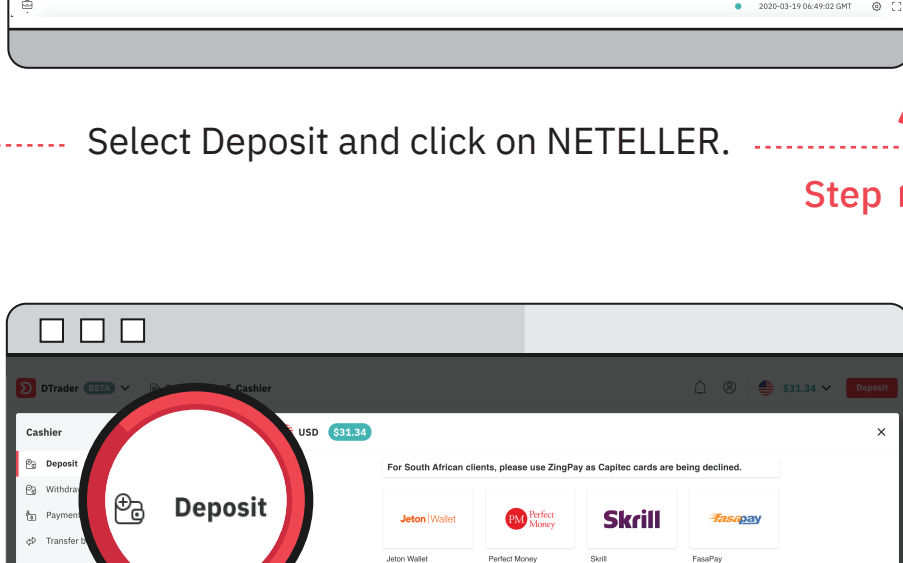 2020-03-19 06:49:02 GMT
Select Deposit and click on NETELLER.
Step
DTrader BETA Cashier $31.34 Deposit
Cashier USD $31.34
Deposit
For South African clients, please use ZingPay as Capitec cards are being declined.
Deposit
Jeton Wallet PM Perfect Money Skrill fasapay
Transfer
Jeton Wallet Perfect Money Skrill FasaPay